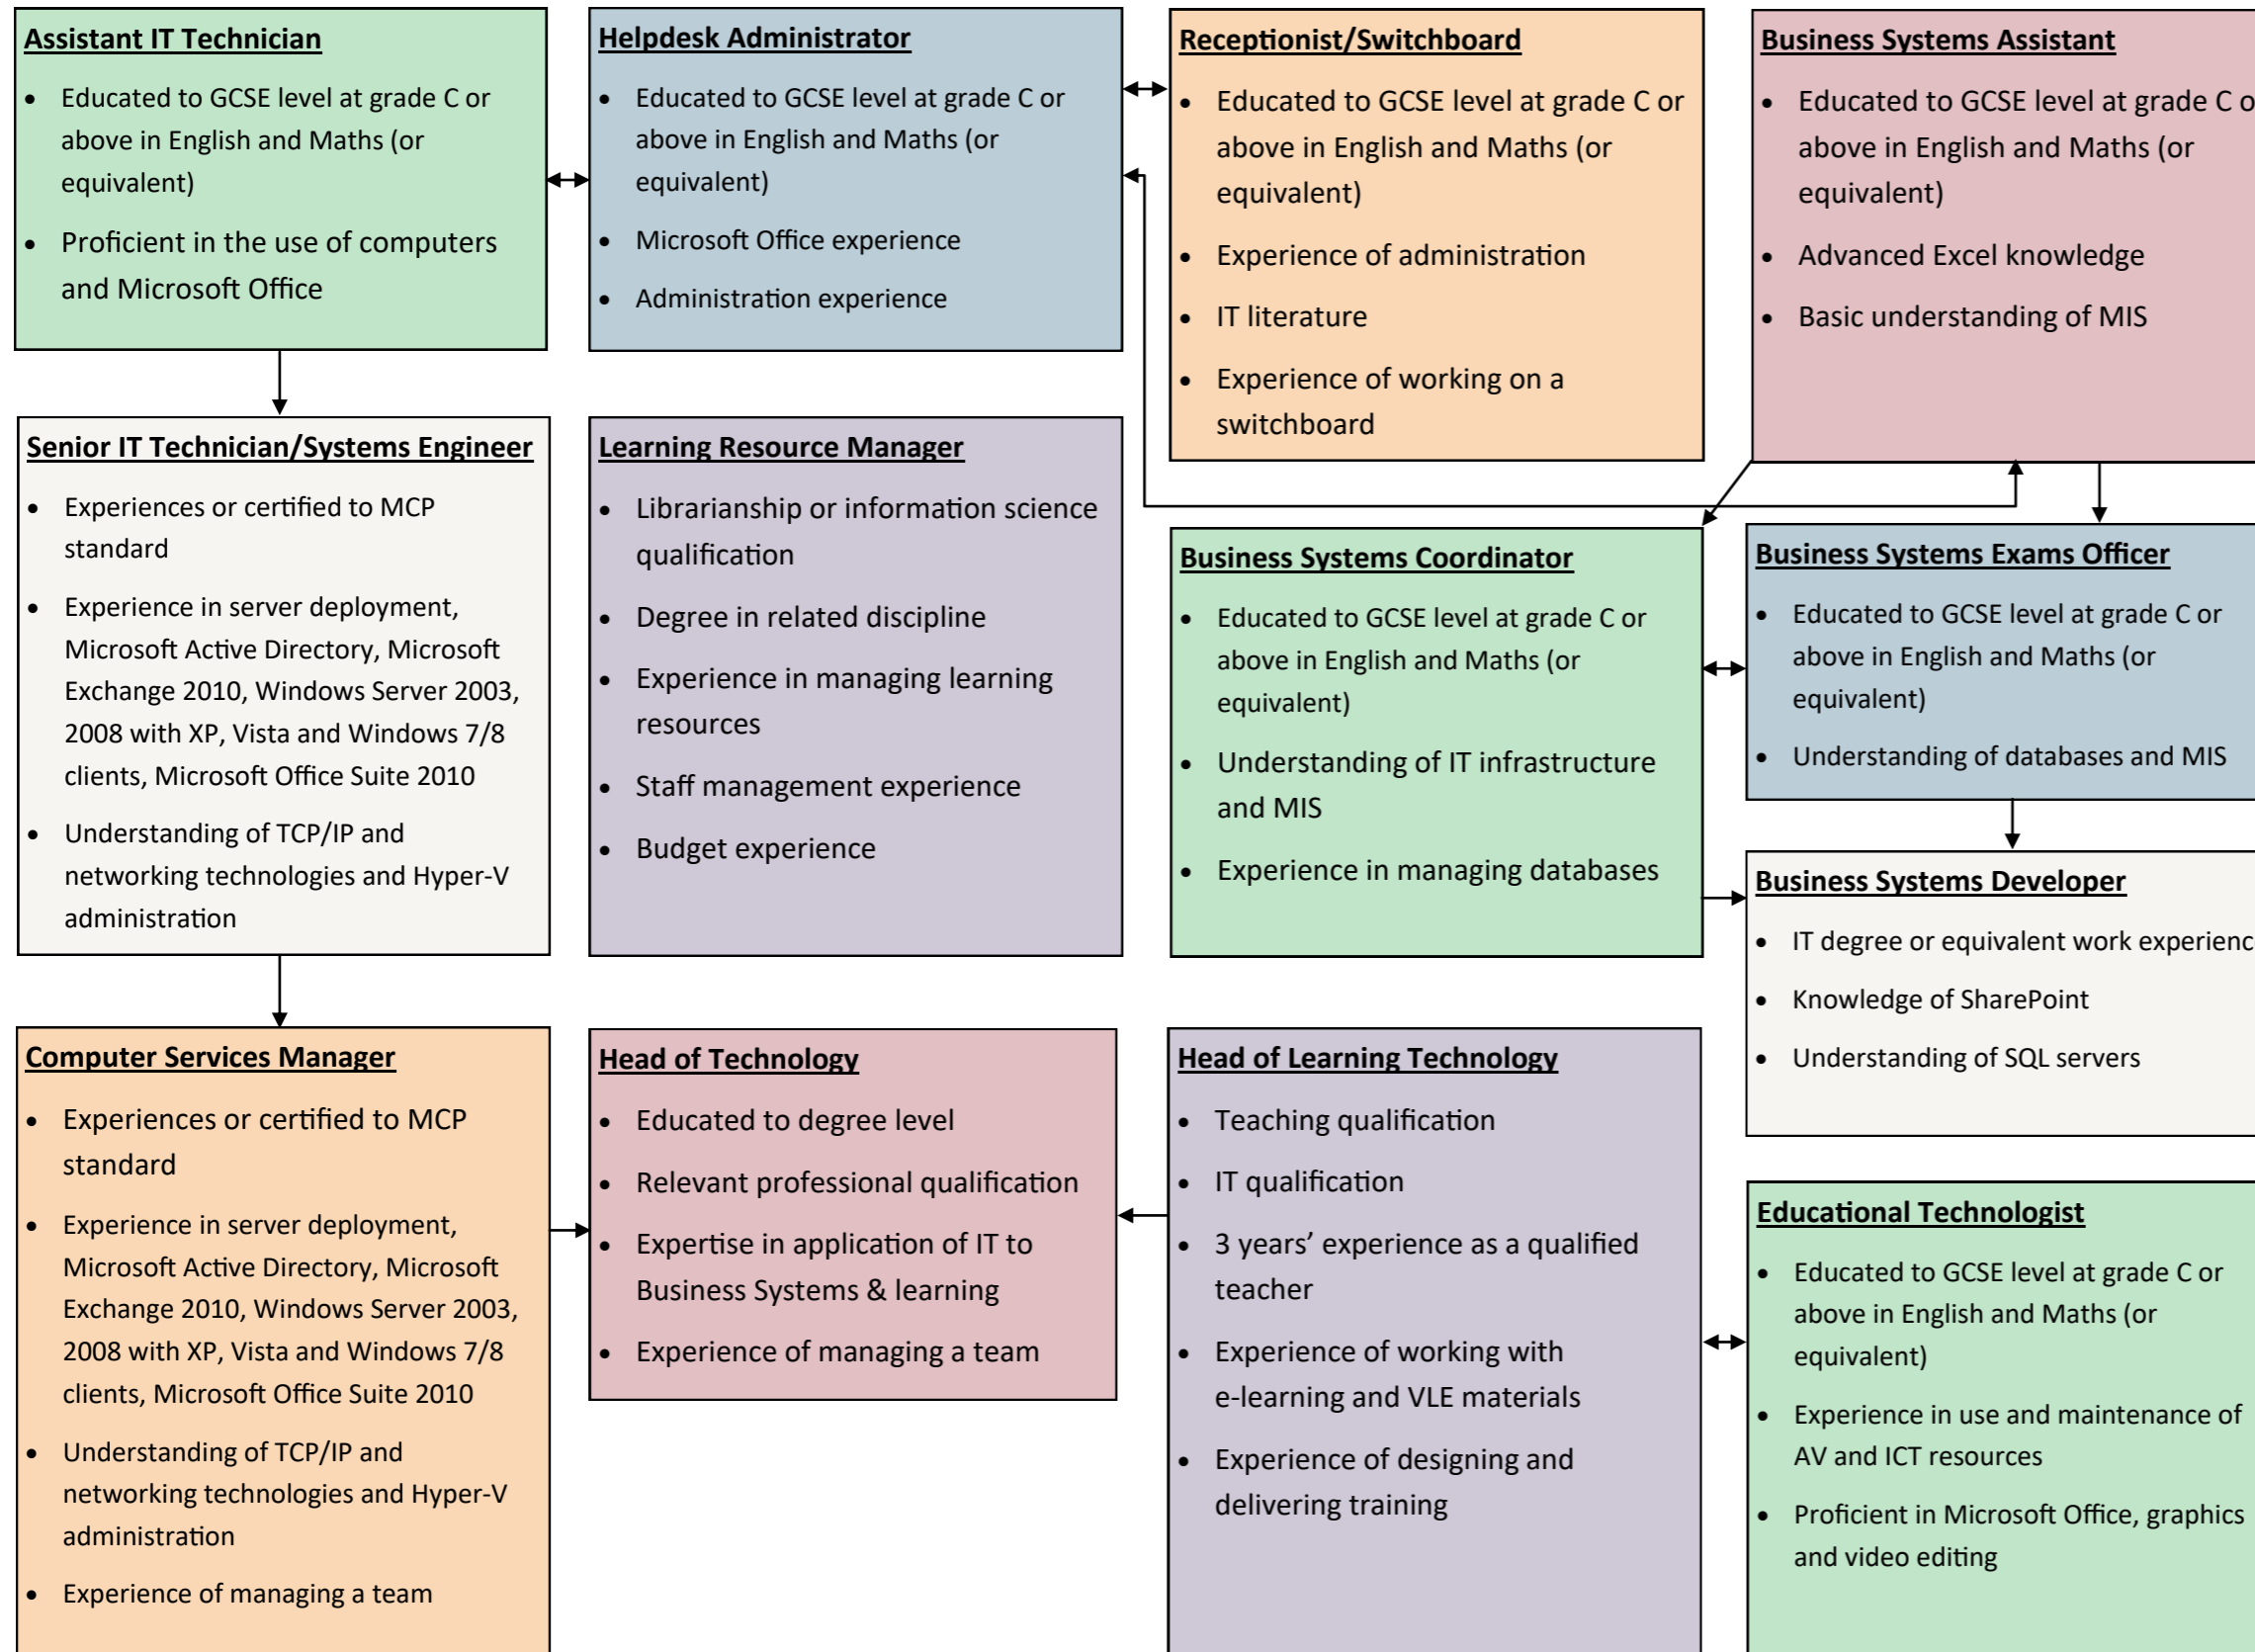 Assistant IT Technician
• Educated to GCSE level at grade C or
above in English and Maths (or
equivalent)
• Proficient in the use of computers
and Microsoft Office
Helpdesk Administrator
• Educated to GCSE level at grade C or
above in English and Maths (or
equivalent)
• Microsoft Office experience
• Administration experience
Receptionist/Switchboard
• Educated to GCSE level at grade C or
above in English and Maths (or
equivalent)
• Experience of administration
• IT literature
• Experience of working on a
switchboard
Business Systems Assistant
• Educated to GCSE level at grade C o
above in English and Maths (or
equivalent)
• Advanced Excel knowledge
• Basic understanding of MIS
Senior IT Technician/Systems Engineer
• Experiences or certified to MCP
standard
• Experience in server deployment,
Microsoft Active Directory, Microsoft
Exchange 2010, Windows Server 2003,
2008 with XP, Vista and Windows 7/8
clients, Microsoft Office Suite 2010
• Understanding of TCP/IP and
networking technologies and Hyper-V
administration
Learning Resource Manager
• Librarianship or information science
qualification
• Degree in related discipline
• Experience in managing learning
resources
• Staff management experience
• Budget experience
Business Systems Coordinator
• Educated to GCSE level at grade C or
above in English and Maths (or
equivalent)
• Understanding of IT infrastructure
and MIS
• Experience in managing databases
Business Systems Exams Officer
• Educated to GCSE level at grade C or
above in English and Maths (or
equivalent)
• Understanding of databases and MIS
Business Systems Developer
• IT degree or equivalent work experienc
• Knowledge of SharePoint
• Understanding of SQL servers
Computer Services Manager
• Experiences or certified to MCP
standard
• Experience in server deployment,
Microsoft Active Directory, Microsoft
Exchange 2010, Windows Server 2003,
2008 with XP, Vista and Windows 7/8
clients, Microsoft Office Suite 2010
• Understanding of TCP/IP and
networking technologies and Hyper-V
administration
• Experience of managing a team
Head of Technology
• Educated to degree level
• Relevant professional qualification
• Expertise in application of IT to
Business Systems & learning
• Experience of managing a team
Head of Learning Technology
• Teaching qualification
• IT qualification
• 3 years’ experience as a qualified
teacher
• Experience of working with
e-learning and VLE materials
• Experience of designing and
delivering training
Educational Technologist
• Educated to GCSE level at grade C or
above in English and Maths (or
equivalent)
• Experience in use and maintenance of
AV and ICT resources
• Proficient in Microsoft Office, graphics
and video editing